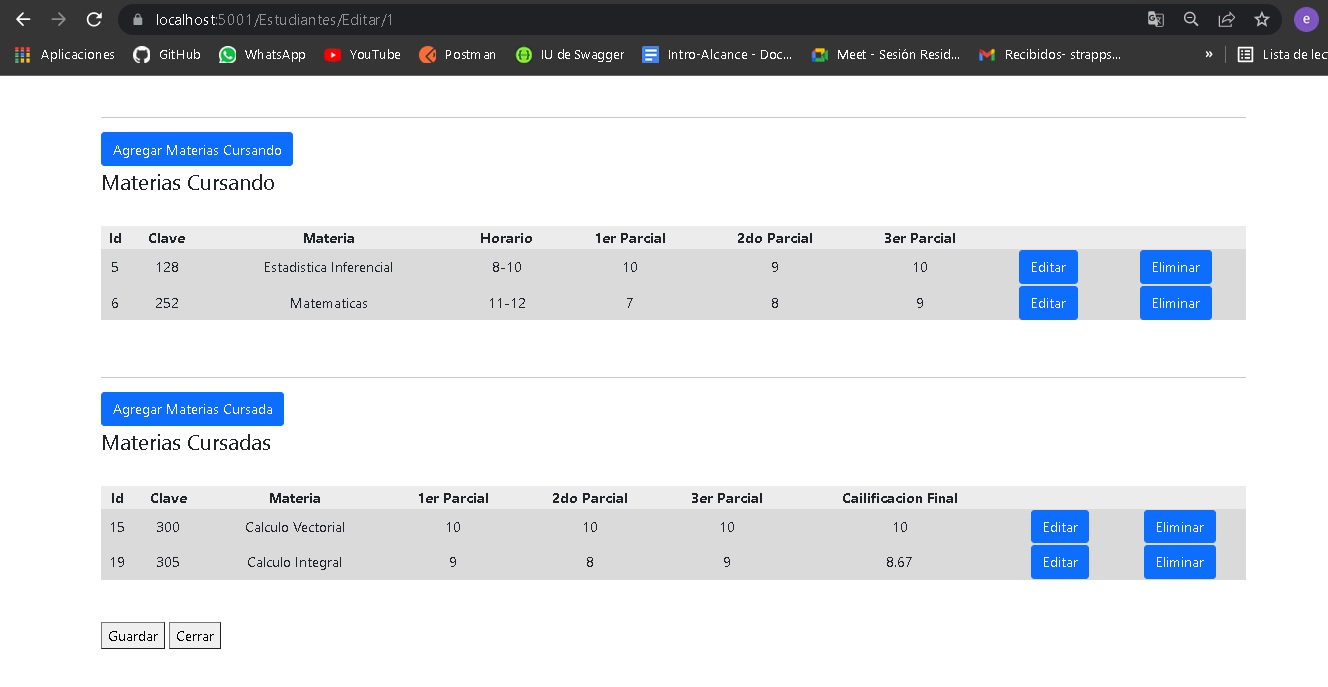 localhost:5001/Estudiantes/Editar/1
e
Aplicaciones GitHub WhatsApp YouTube Postman IU de Swagger Intro-Alcance - Doc... Meet - Sesión Resid... Recibidos- strapps... » Lista de lec
Agregar Materias Cursando
Materias Cursando
Id Clave Materia Horario 1er Parcial 2do Parcial 3er Parcial
5 128 Estadistica Inferencial 8-10 10 9 10 Editar Eliminar
6 252 Matematicas 11-12 7 8 9 Editar Eliminar
Agregar Materias Cursada
Materias Cursadas
Id Clave Materia 1er Parcial 2do Parcial 3er Parcial Cailificacion Final
15 300 Calculo Vectorial 10 10 10 10 Editar Eliminar
19 305 Calculo Integral 9 8 9 8.67 Editar Eliminar
Guardar Cerrar